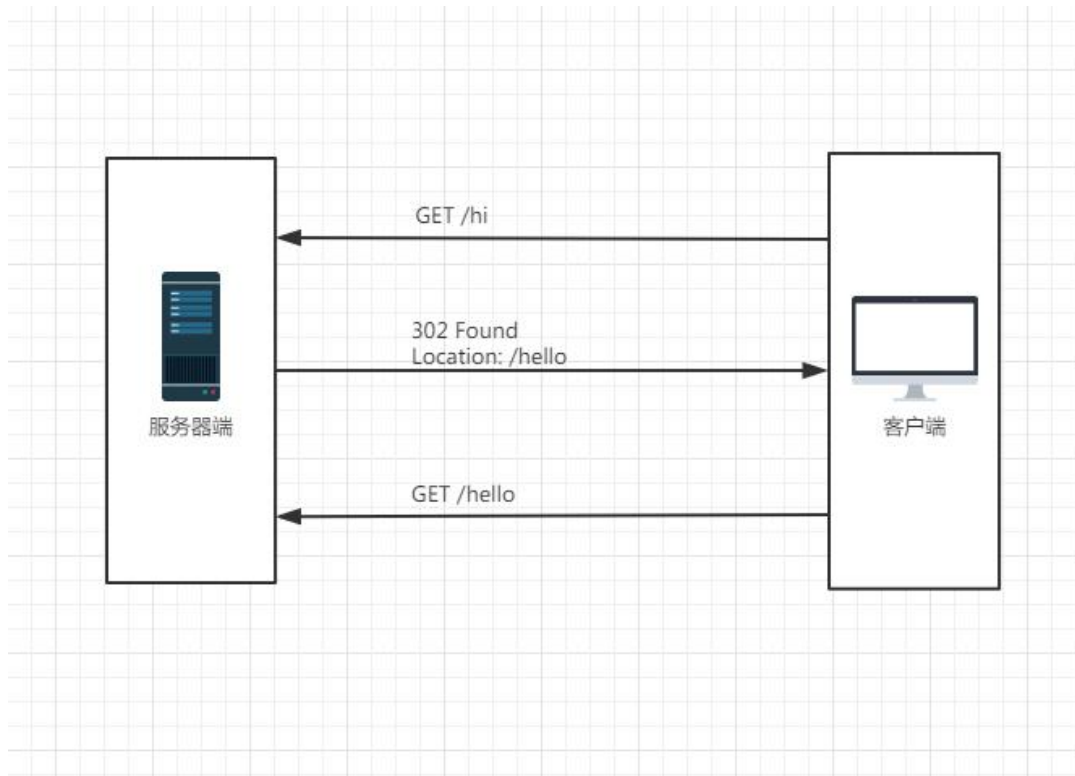 GET /hi
302 Found
Location: /hello
服务器端
客户端
GET /hello